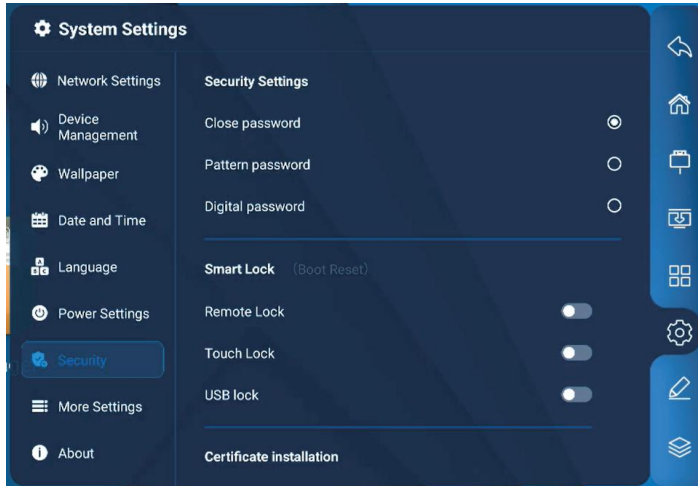 System Settings
Network Settings
Device
Management
Wallpaper
Date and Time
Language
Power Settings
Security
More Settings
About
Security Settings
Close password
Pattern password
Digital password
Smart Lock (Boot Reset)
Remote Lock
Touch Lock
USB lock
Certificate installation